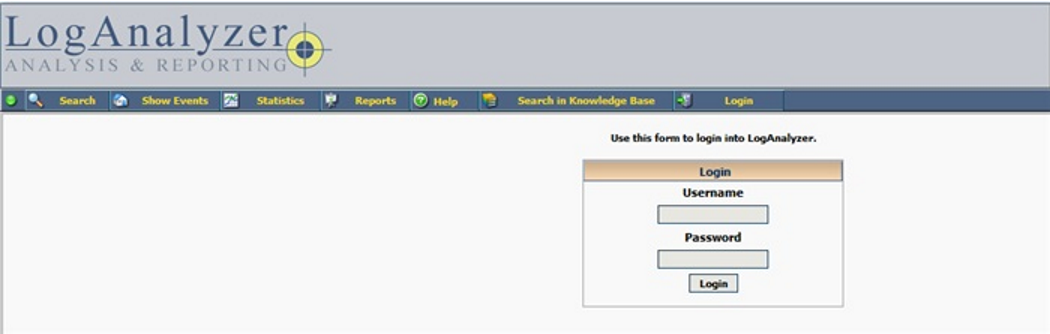 LogAnalyzer
ANALYSIS & REPORTING
Search Show Events Statistics Reports Help Search in Knowledge Base Login
Use this form to login into LogAnalyzer.
Login
Username
Password
Login